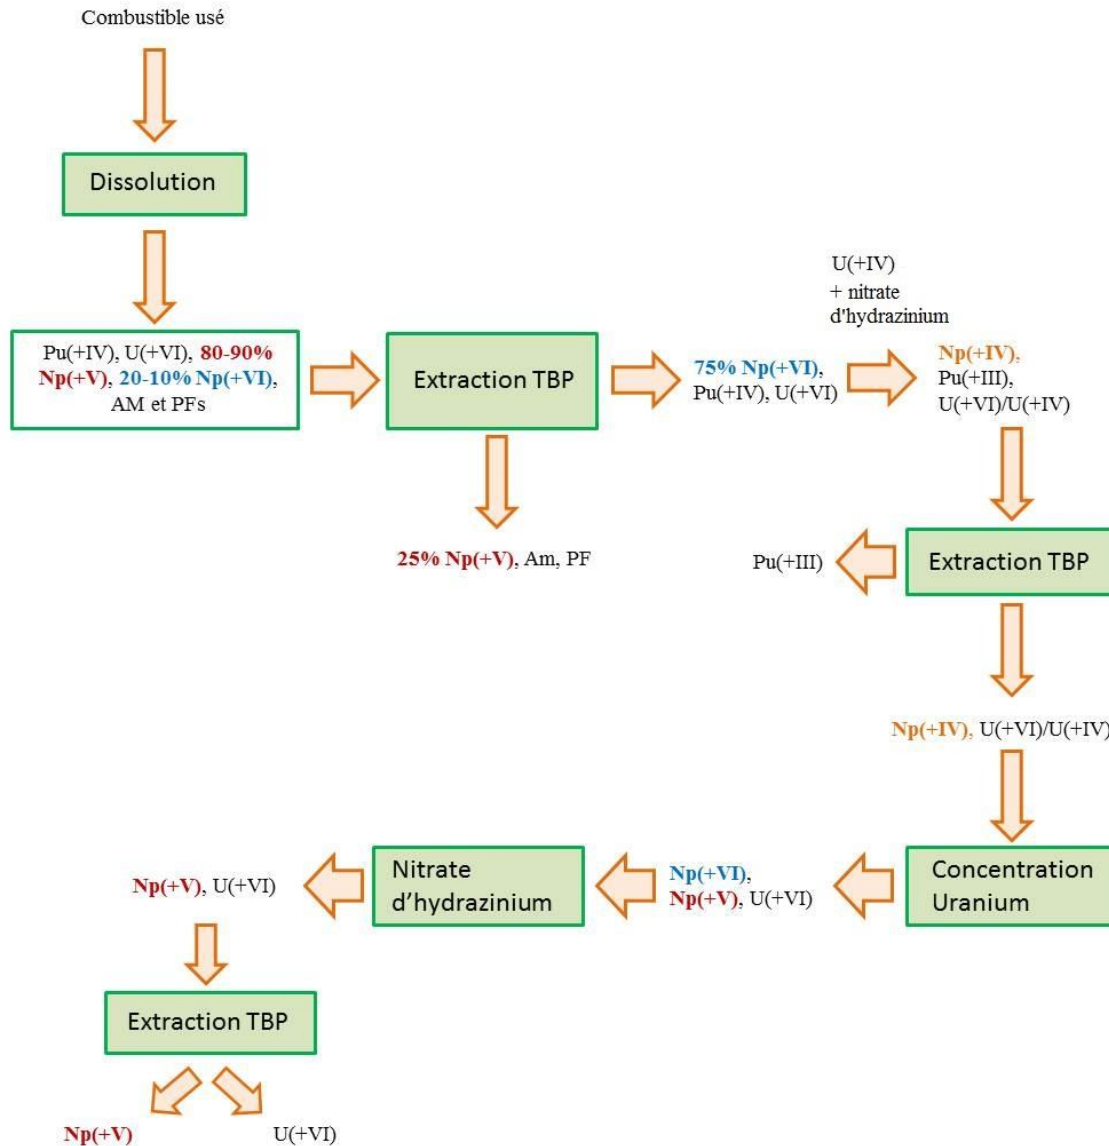 Combustible usé
Dissolution
Pu(+IV), U(+VI), 80-90%
Np(+V), 20-10% Np(+VI),
AM et PFs
Extraction TBP
75% Np(+VI),
Pu(+IV), U(+VI)
U(+IV)
+ nitrate
d'hydrazinium
Np(+IV),
Pu(+III),
U(+VI)/U(+IV)
25% Np(+V), Am, PF
Pu(+III)
Extraction TBP
Np(+IV), U(+VI)/U(+IV)
Concentration
Uranium
Np(+VI),
Np(+V), U(+VI)
Nitrate
d’hydrazinium
Np(+V), U(+VI)
Extraction TBP
Np(+V)
U(+VI)